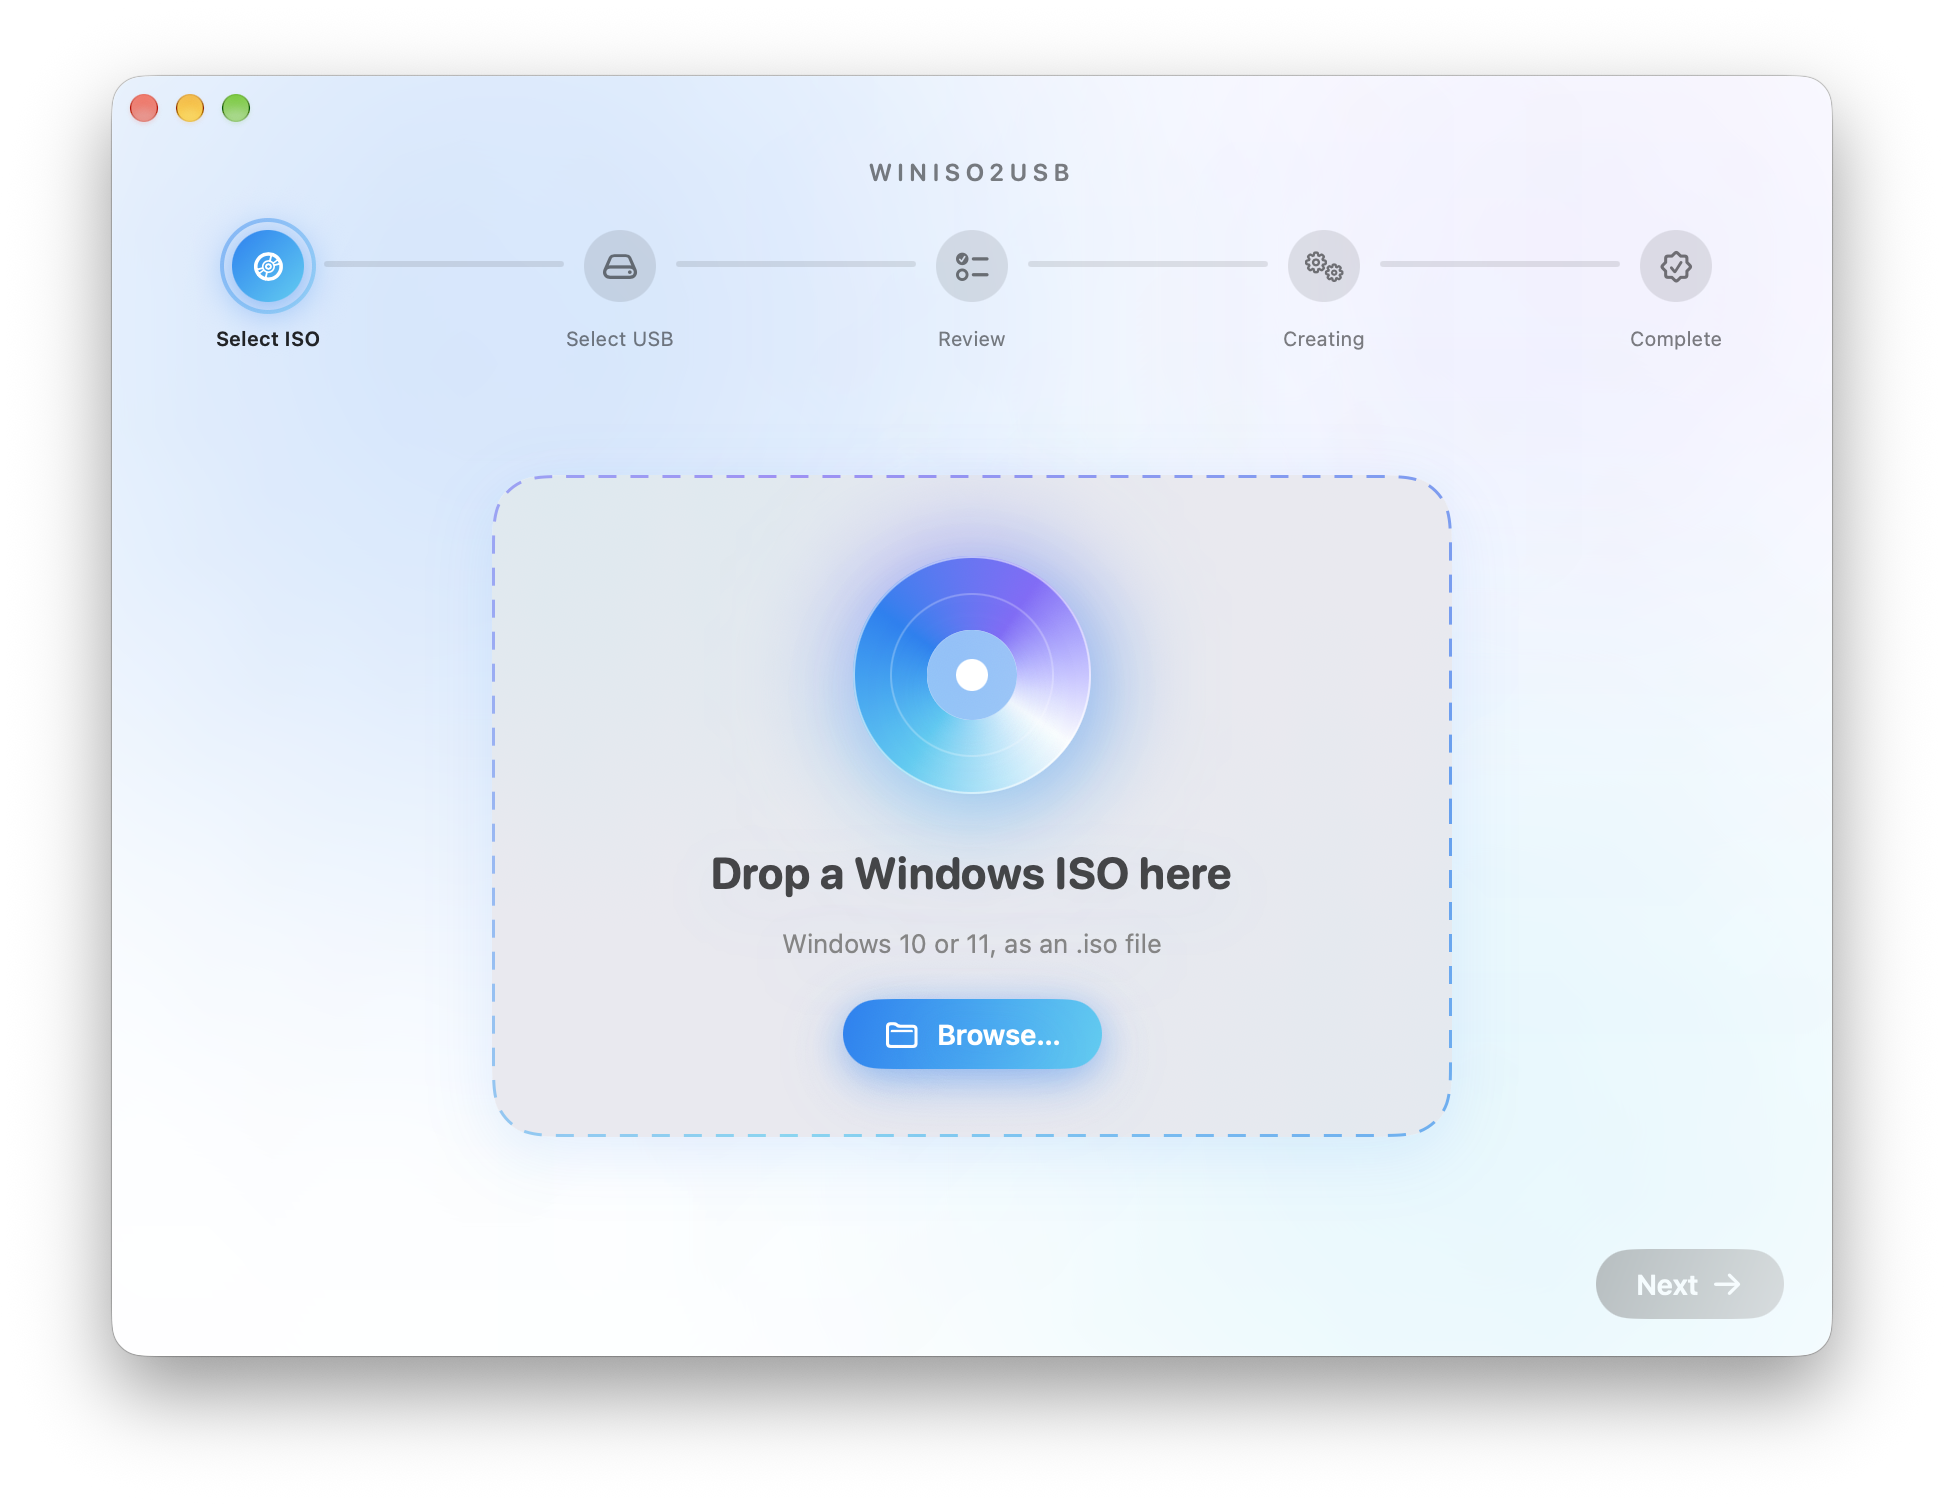 WINISO2USB
Select ISO
Select USB
Review
Creating
Complete
Drop a Windows ISO here
Windows 10 or 11, as an .iso file
Browse...
Next